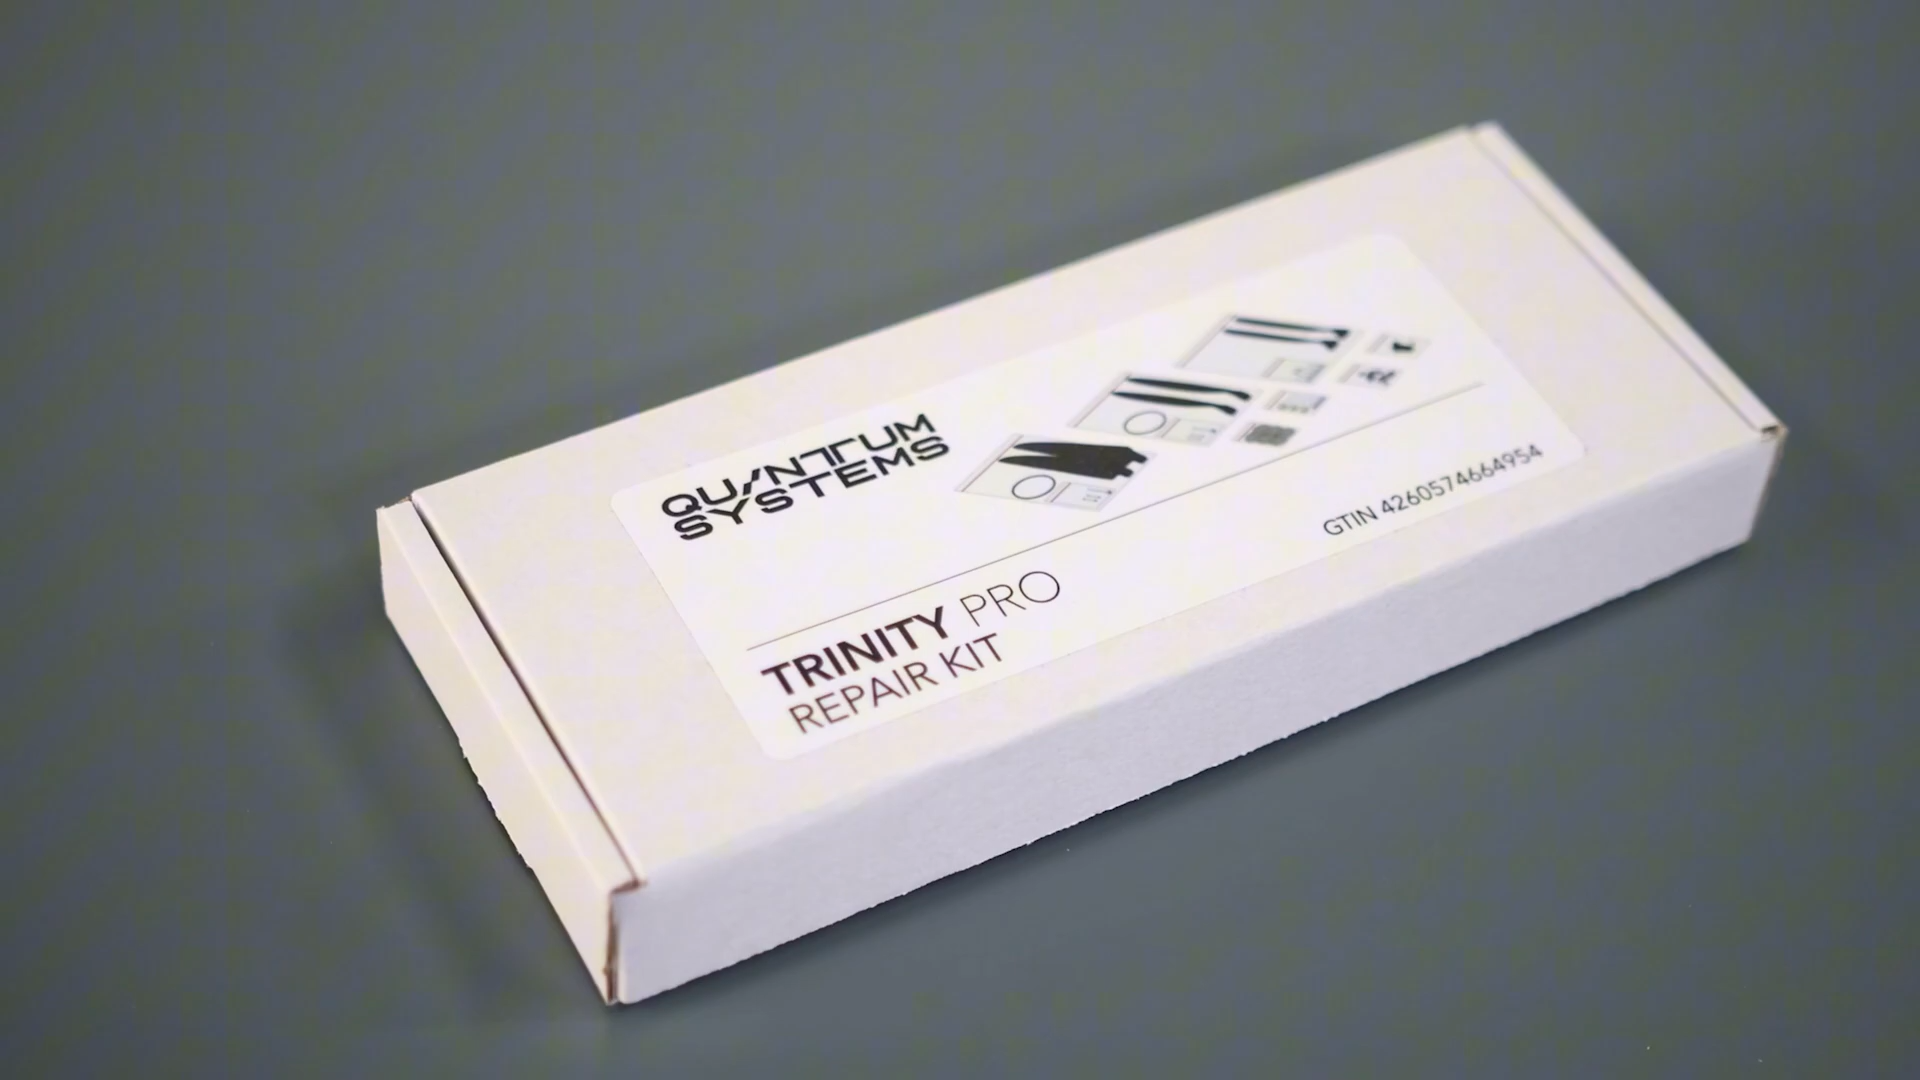 QUANTUM
SYSTEMS
TRINITY PRO
REPAIR KIT
GTIN 4260574664954